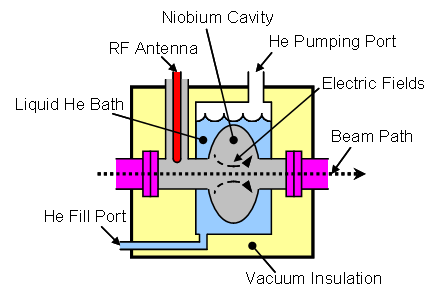 Niobium Cavity
RF Antenna
He Pumping Port
Electric Fields
Liquid He Bath
Beam Path
He Fill Port
Vacuum Insulation